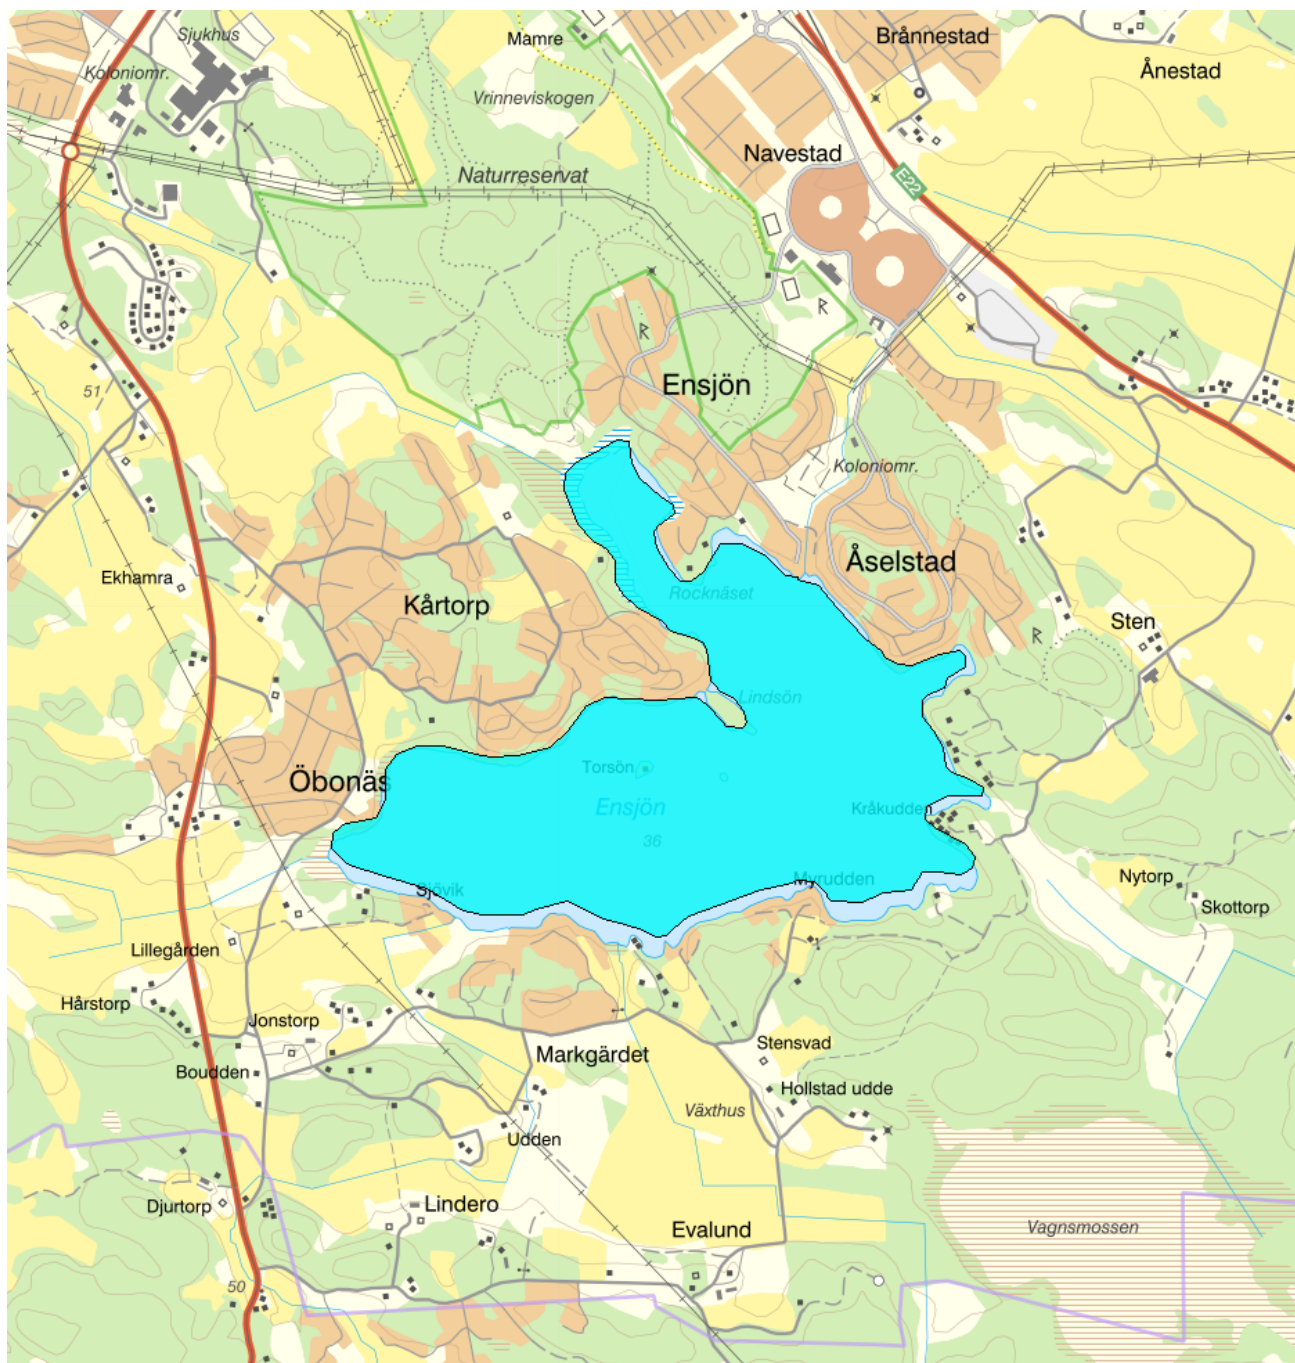 Sjukhus
Mamre
Brånnestad
Ånestad
Koloniomr.
Vrinneviskogen
Navestad
Naturreservat
E22
Ensjön
51
Koloniomr.
Åselstad
Ekhamra
Rocknäset
Kårtorp
Sten
Lindsön
Torsön
Öbonäs
Ensjön
Kråkudden
36
Sjövik
Myrudden
Nytorp
Skottorp
Lillegården
Hårstorp
Jonstorp
Markgärdet
Stensvad
Boudden
Hollstad udde
Växthus
Udden
Djurtorp
Lindero
Evalund
Vagnsmossen
50